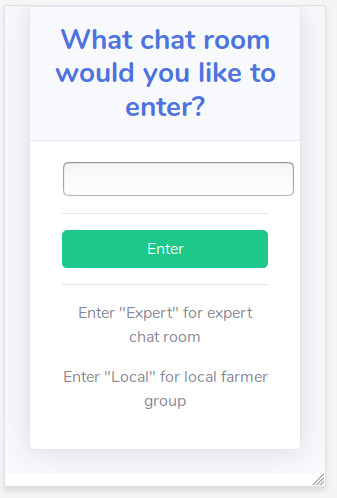 What chat room
would you like to
enter?
Enter
Enter "Expert" for expert
chat room
Enter "Local" for local farmer
group